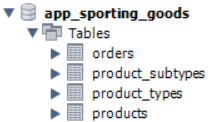 app_sporting_goods
Tables
orders
product_subtypes
product_types
products